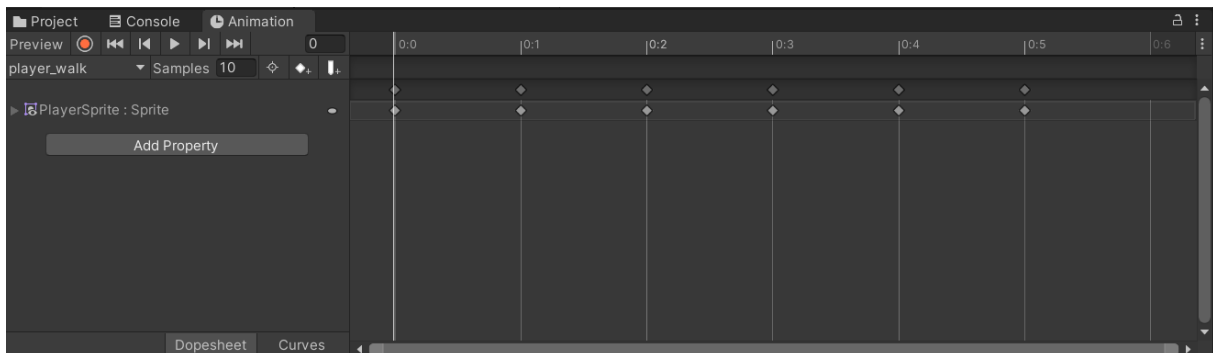 Project Console Animation
Preview 0 0:0 0:1 0:2 0:3 0:4 0:5 0:6
player_walk Samples 10
PlayerSprite : Sprite
Add Property
Dopesheet Curves